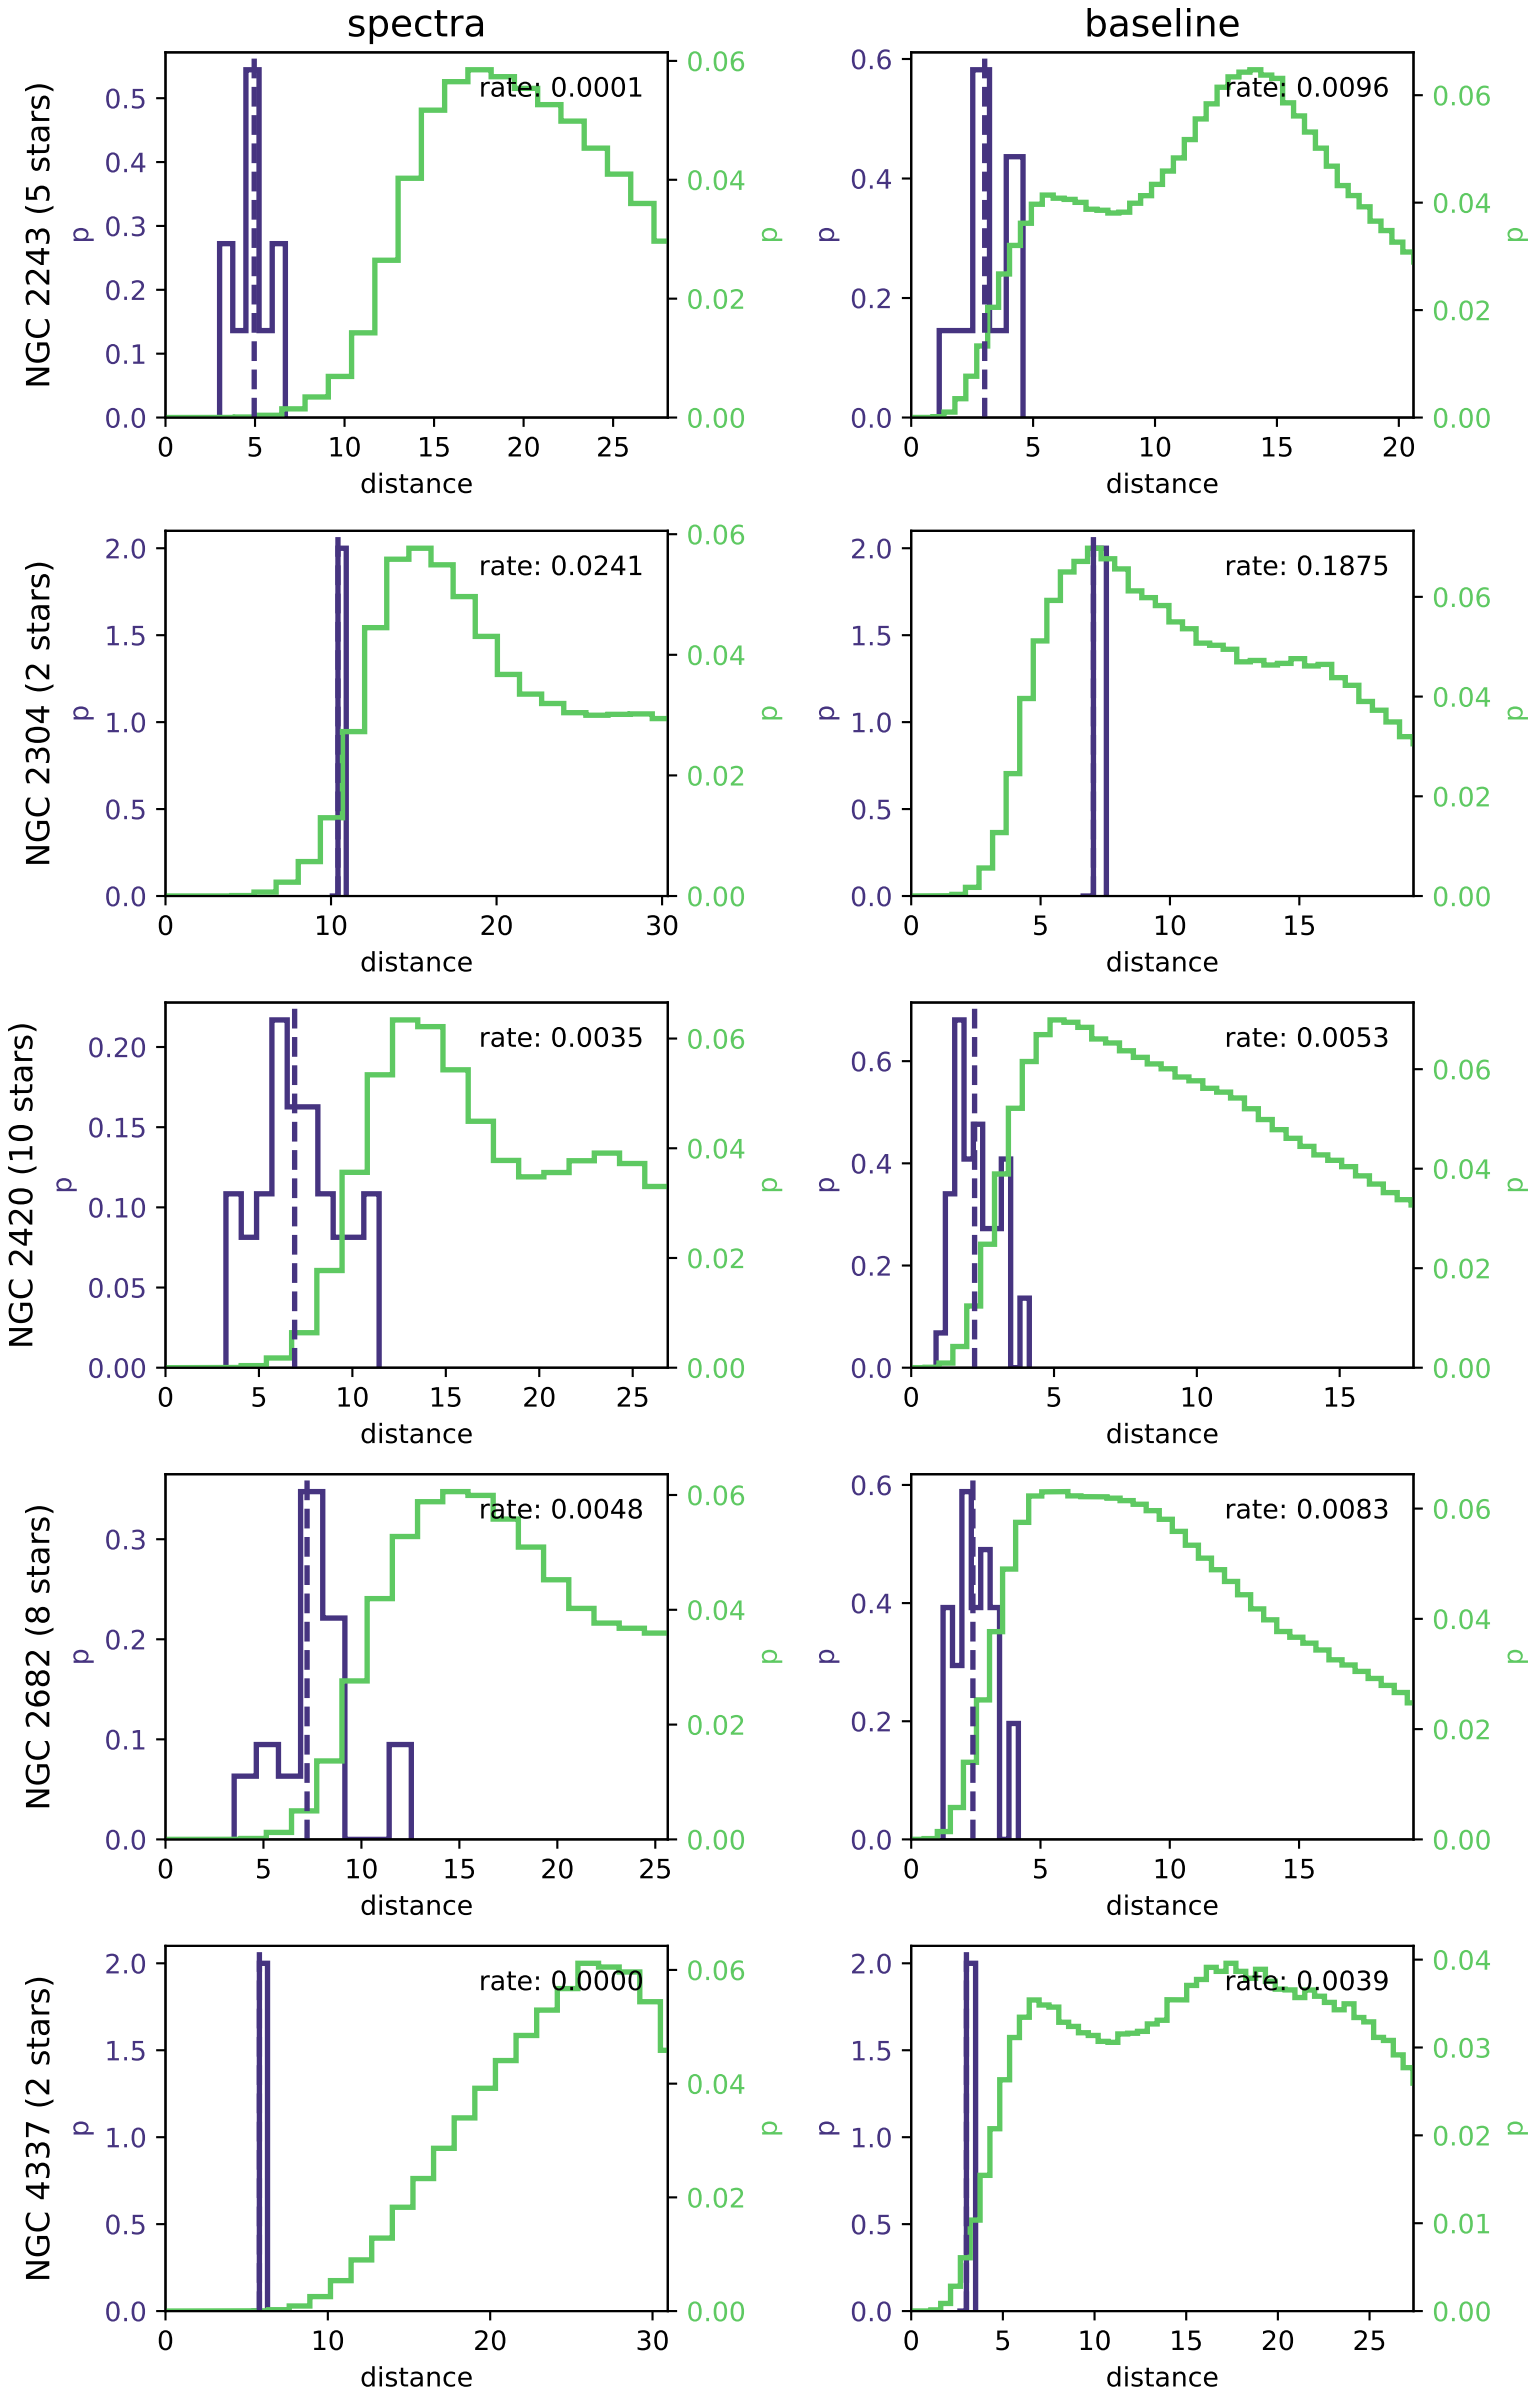 spectra
baseline
NGC 2243 (5 stars)
p
0.5
0.4
0.3
0.2
0.1
0.0
rate: 0.0001
0.06
0.04
0.02
0.00
p
0 5 10 15 20 25
distance
p
0.6
0.4
0.2
0.0
rate: 0.0096
0.06
0.04
0.02
0.00
p
0 5 10 15 20
distance
NGC 2304 (2 stars)
p
2.0
1.5
1.0
0.5
0.0
rate: 0.0241
0.06
0.04
0.02
0.00
p
0 10 20 30
distance
p
2.0
1.5
1.0
0.5
0.0
rate: 0.1875
0.06
0.04
0.02
0.00
p
0 5 10 15
distance
NGC 2420 (10 stars)
p
0.20
0.15
0.10
0.05
0.00
rate: 0.0035
0.06
0.04
0.02
0.00
p
0 5 10 15 20 25
distance
p
0.6
0.4
0.2
0.0
rate: 0.0053
0.06
0.04
0.02
0.00
p
0 5 10 15
distance
NGC 2682 (8 stars)
p
0.3
0.2
0.1
0.0
rate: 0.0048
0.06
0.04
0.02
0.00
p
0 5 10 15 20 25
distance
p
0.6
0.4
0.2
0.0
rate: 0.0083
0.06
0.04
0.02
0.00
p
0 5 10 15
distance
NGC 4337 (2 stars)
p
2.0
1.5
1.0
0.5
0.0
rate: 0.0000
0.06
0.04
0.02
0.00
p
0 10 20 30
distance
p
2.0
1.5
1.0
0.5
0.0
rate: 0.0039
0.04
0.03
0.02
0.01
0.00
p
0 5 10 15 20 25
distance